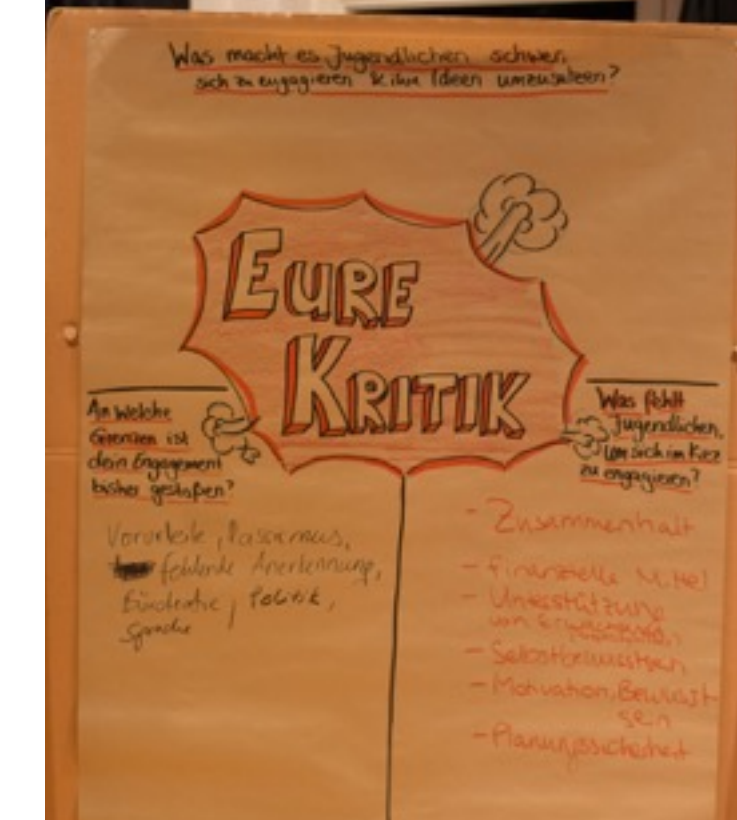 Was macht es Jugendlichen schwer,
sich zu engagieren & ihre Ideen umzusetzen?
EURE
KRITIK
An welche
Grenzen ist
dein Engagement
bisher gestoßen?
Vorurteile, Rassismus,
fehlende Anerkennung,
Bürokratie, Politik,
Sprache
Was fehlt
Jugendlichen,
um sich im Kiez
zu engagieren?
- Zusammenhalt
- finanzielle Mittel
- Unterstützung
von Erwachsenen
- Selbstbewusstsein
- Motivation, Bewusst
sein
- Planungssicherheit